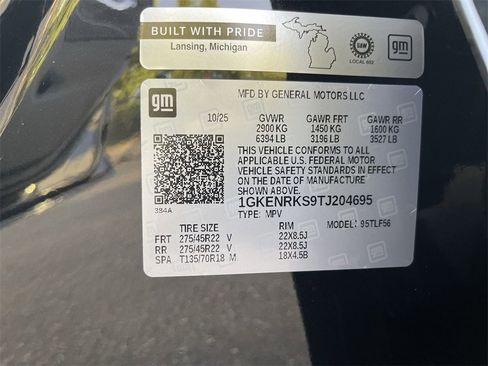 BUILT WITH PRIDE
Lansing, Michigan
UAW
LOCAL 602
gm
gm
MFD BY GENERAL MOTORS LLC
10/25 GVWR GAWR FRT GAWR RR
2900 KG 1450 KG 1600 KG
6394 LB 3196 LB 3527 LB
THIS VEHICLE CONFORMS TO ALL
APPLICABLE U.S. FEDERAL MOTOR
VEHICLE SAFETY STANDARDS IN EFFECT
ON THE DATE OF MANUFACTURE SHOWN ABOVE.
1GKENRKS9TJ204695
384A
TYPE: MPV MODEL: 95TLF56
TIRE SIZE RIM
FRT 275/45R22 V 22X8.5J
RR 275/45R22 V 22X8.5J
SPA T135/70R18 M 18X4.5B